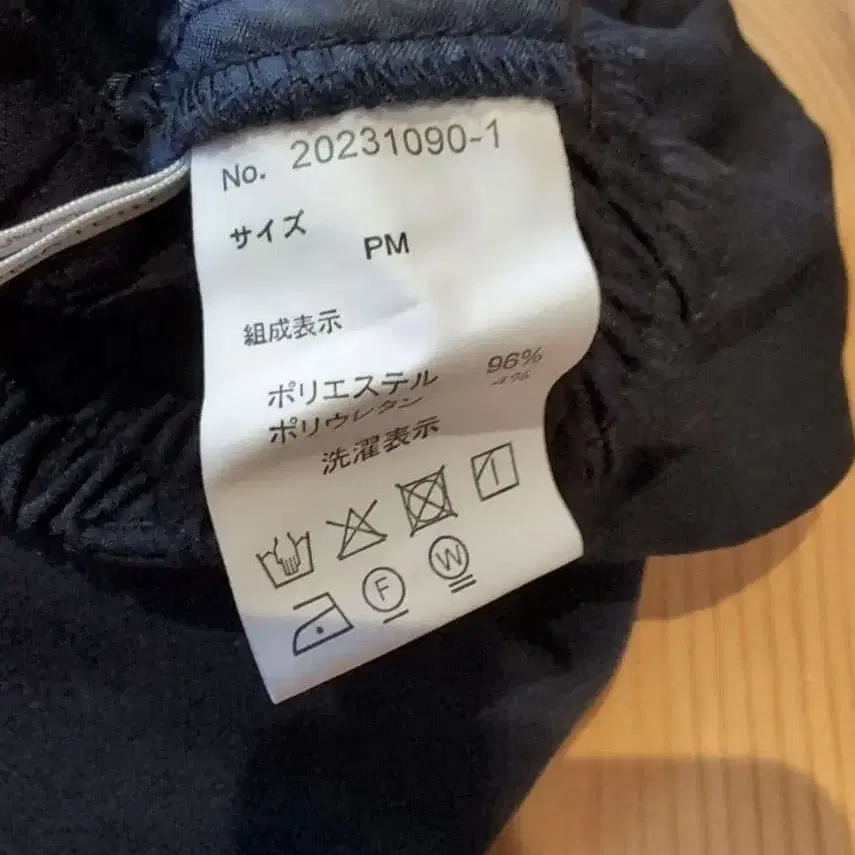 No. 20231090-1
サイズ PM
組成表示
ポリエステル 96%
ポリウレタン 4%
洗濯表示
F W